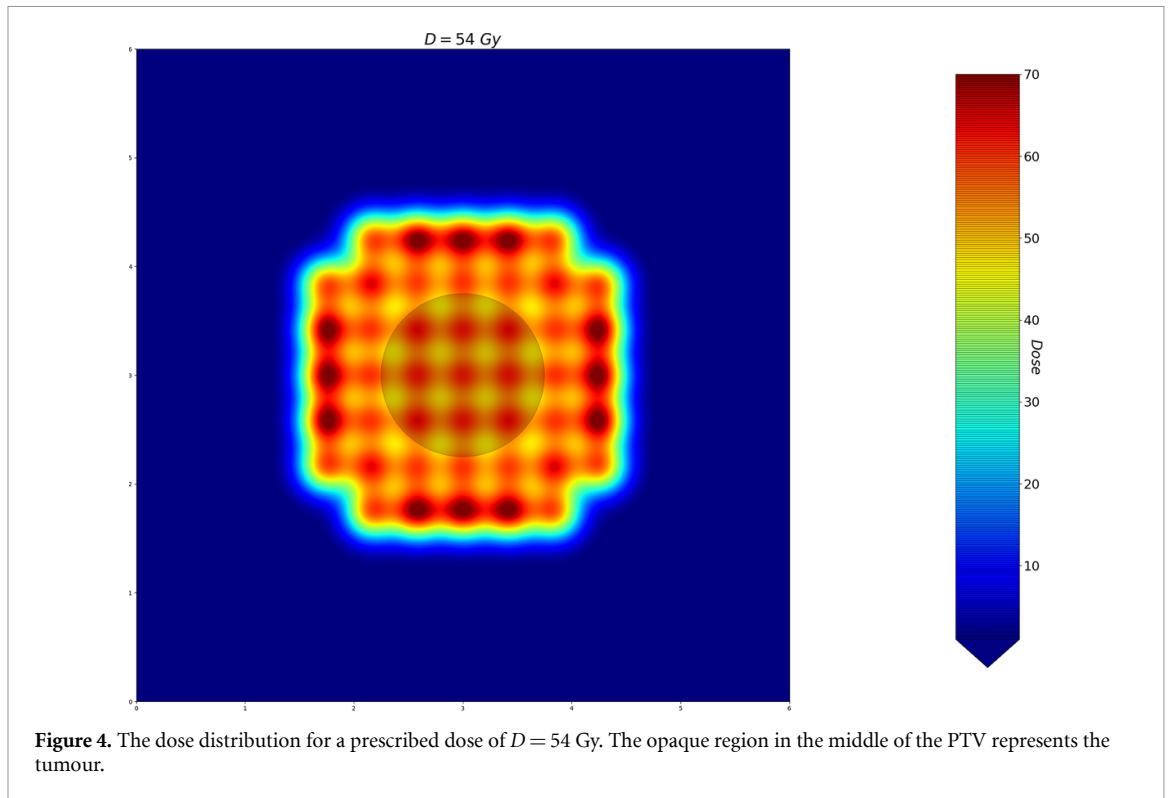 D = 54 Gy
6
5
4
3
2
1
0
0 1 2 3 4 5 6
70
60
50
40
30
20
10
Dose
Figure 4. The dose distribution for a prescribed dose of D = 54 Gy. The opaque region in the middle of the PTV represents the
tumour.